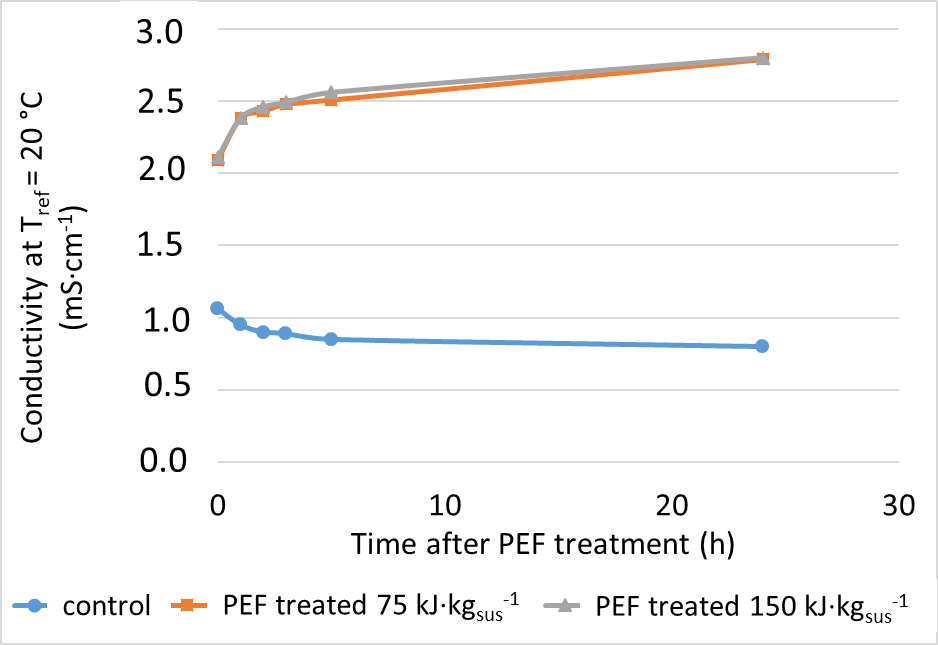 3.0
2.5
2.0
1.5
1.0
0.5
0.0
Conductivity at Tref = 20 °C
(mS·cm-1)
0 10 20 30
Time after PEF treatment (h)
control PEF treated 75 kJ·kgsus-1 PEF treated 150 kJ·kgsus-1